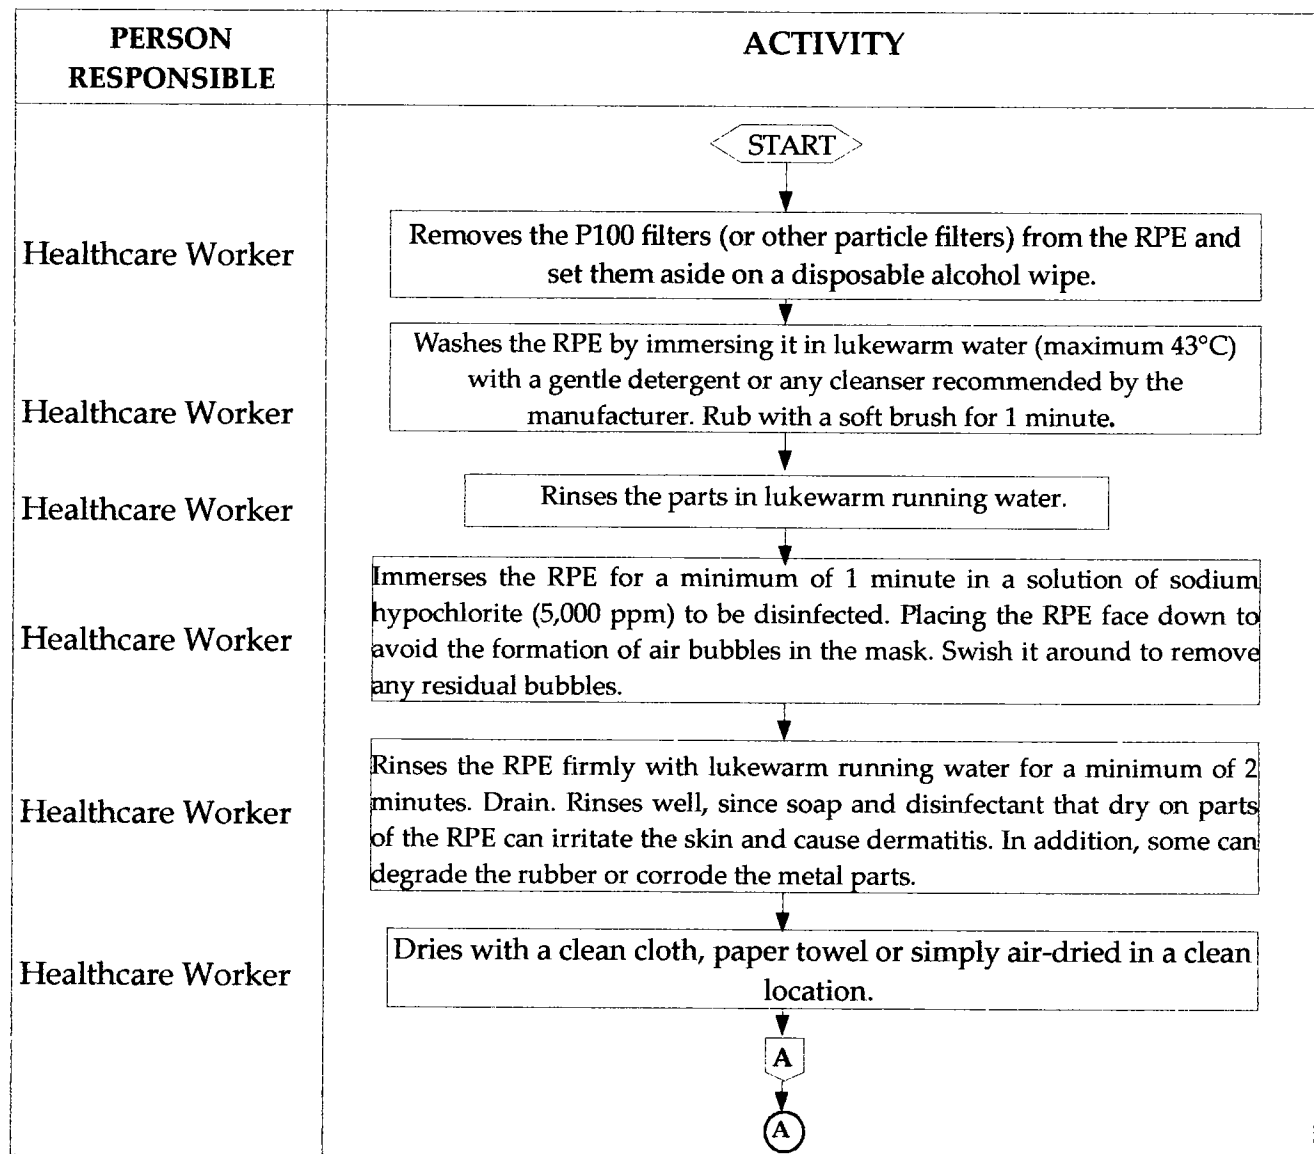 PERSON
RESPONSIBLE
ACTIVITY
START
Healthcare Worker
Removes the P100 filters (or other particle filters) from the RPE and
set them aside on a disposable alcohol wipe.
Healthcare Worker
Washes the RPE by immersing it in lukewarm water (maximum 43°C)
with a gentle detergent or any cleanser recommended by the
manufacturer. Rub with a soft brush for 1 minute.
Healthcare Worker
Rinses the parts in lukewarm running water.
Healthcare Worker
Immerses the RPE for a minimum of 1 minute in a solution of sodium
hypochlorite (5,000 ppm) to be disinfected. Placing the RPE face down to
avoid the formation of air bubbles in the mask. Swish it around to remove
any residual bubbles.
Healthcare Worker
Rinses the RPE firmly with lukewarm running water for a minimum of 2
minutes. Drain. Rinses well, since soap and disinfectant that dry on parts
of the RPE can irritate the skin and cause dermatitis. In addition, some can
degrade the rubber or corrode the metal parts.
Healthcare Worker
Dries with a clean cloth, paper towel or simply air-dried in a clean
location.
A
A